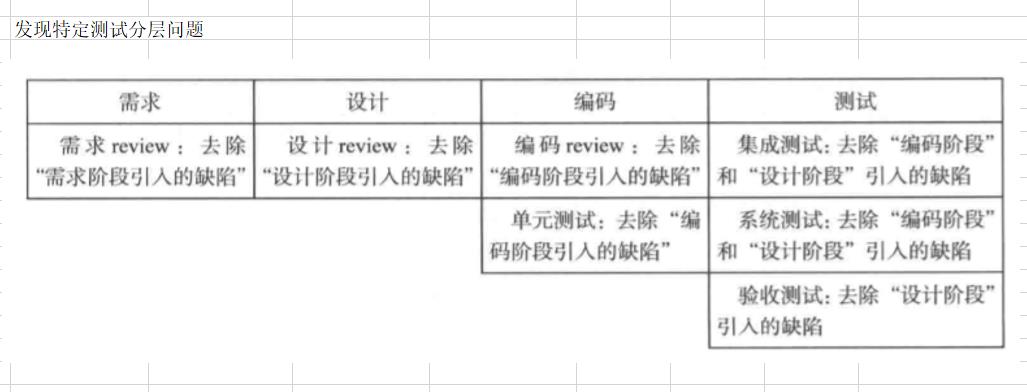 发现特定测试分层问题
需求
设计
编码
测试
需求 review：去除
“需求阶段引入的缺陷”
设计 review：去除
“设计阶段引入的缺陷”
编码 review：去除
“编码阶段引入的缺陷”
集成测试：去除“编码阶段”
和“设计阶段”引入的缺陷
单元测试：去除“编
码阶段引入的缺陷”
系统测试：去除“编码阶段”
和“设计阶段”引入的缺陷
验收测试：去除“设计阶段”
引入的缺陷